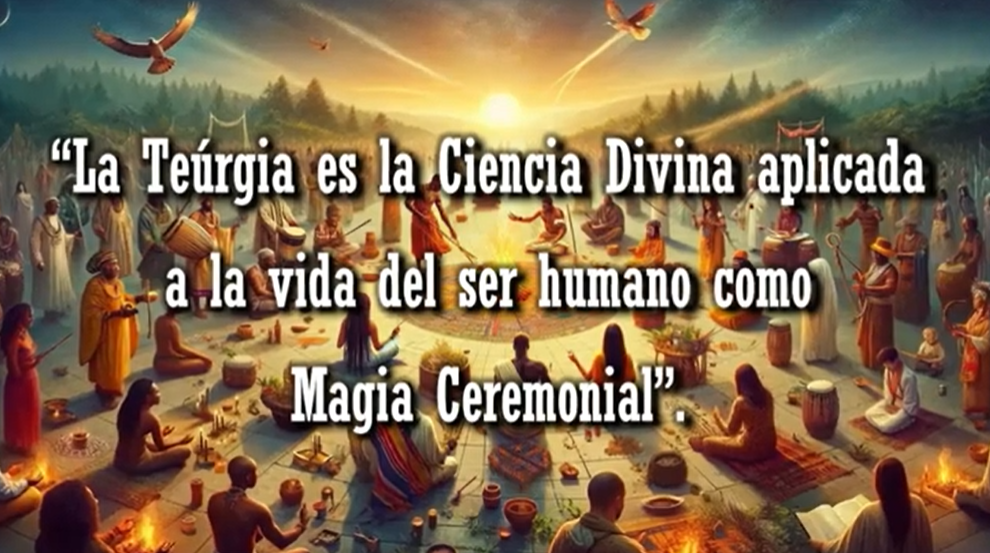 “La Teúrgia es la Ciencia Divina aplicada
a la vida del ser humano como
Magia Ceremonial”.